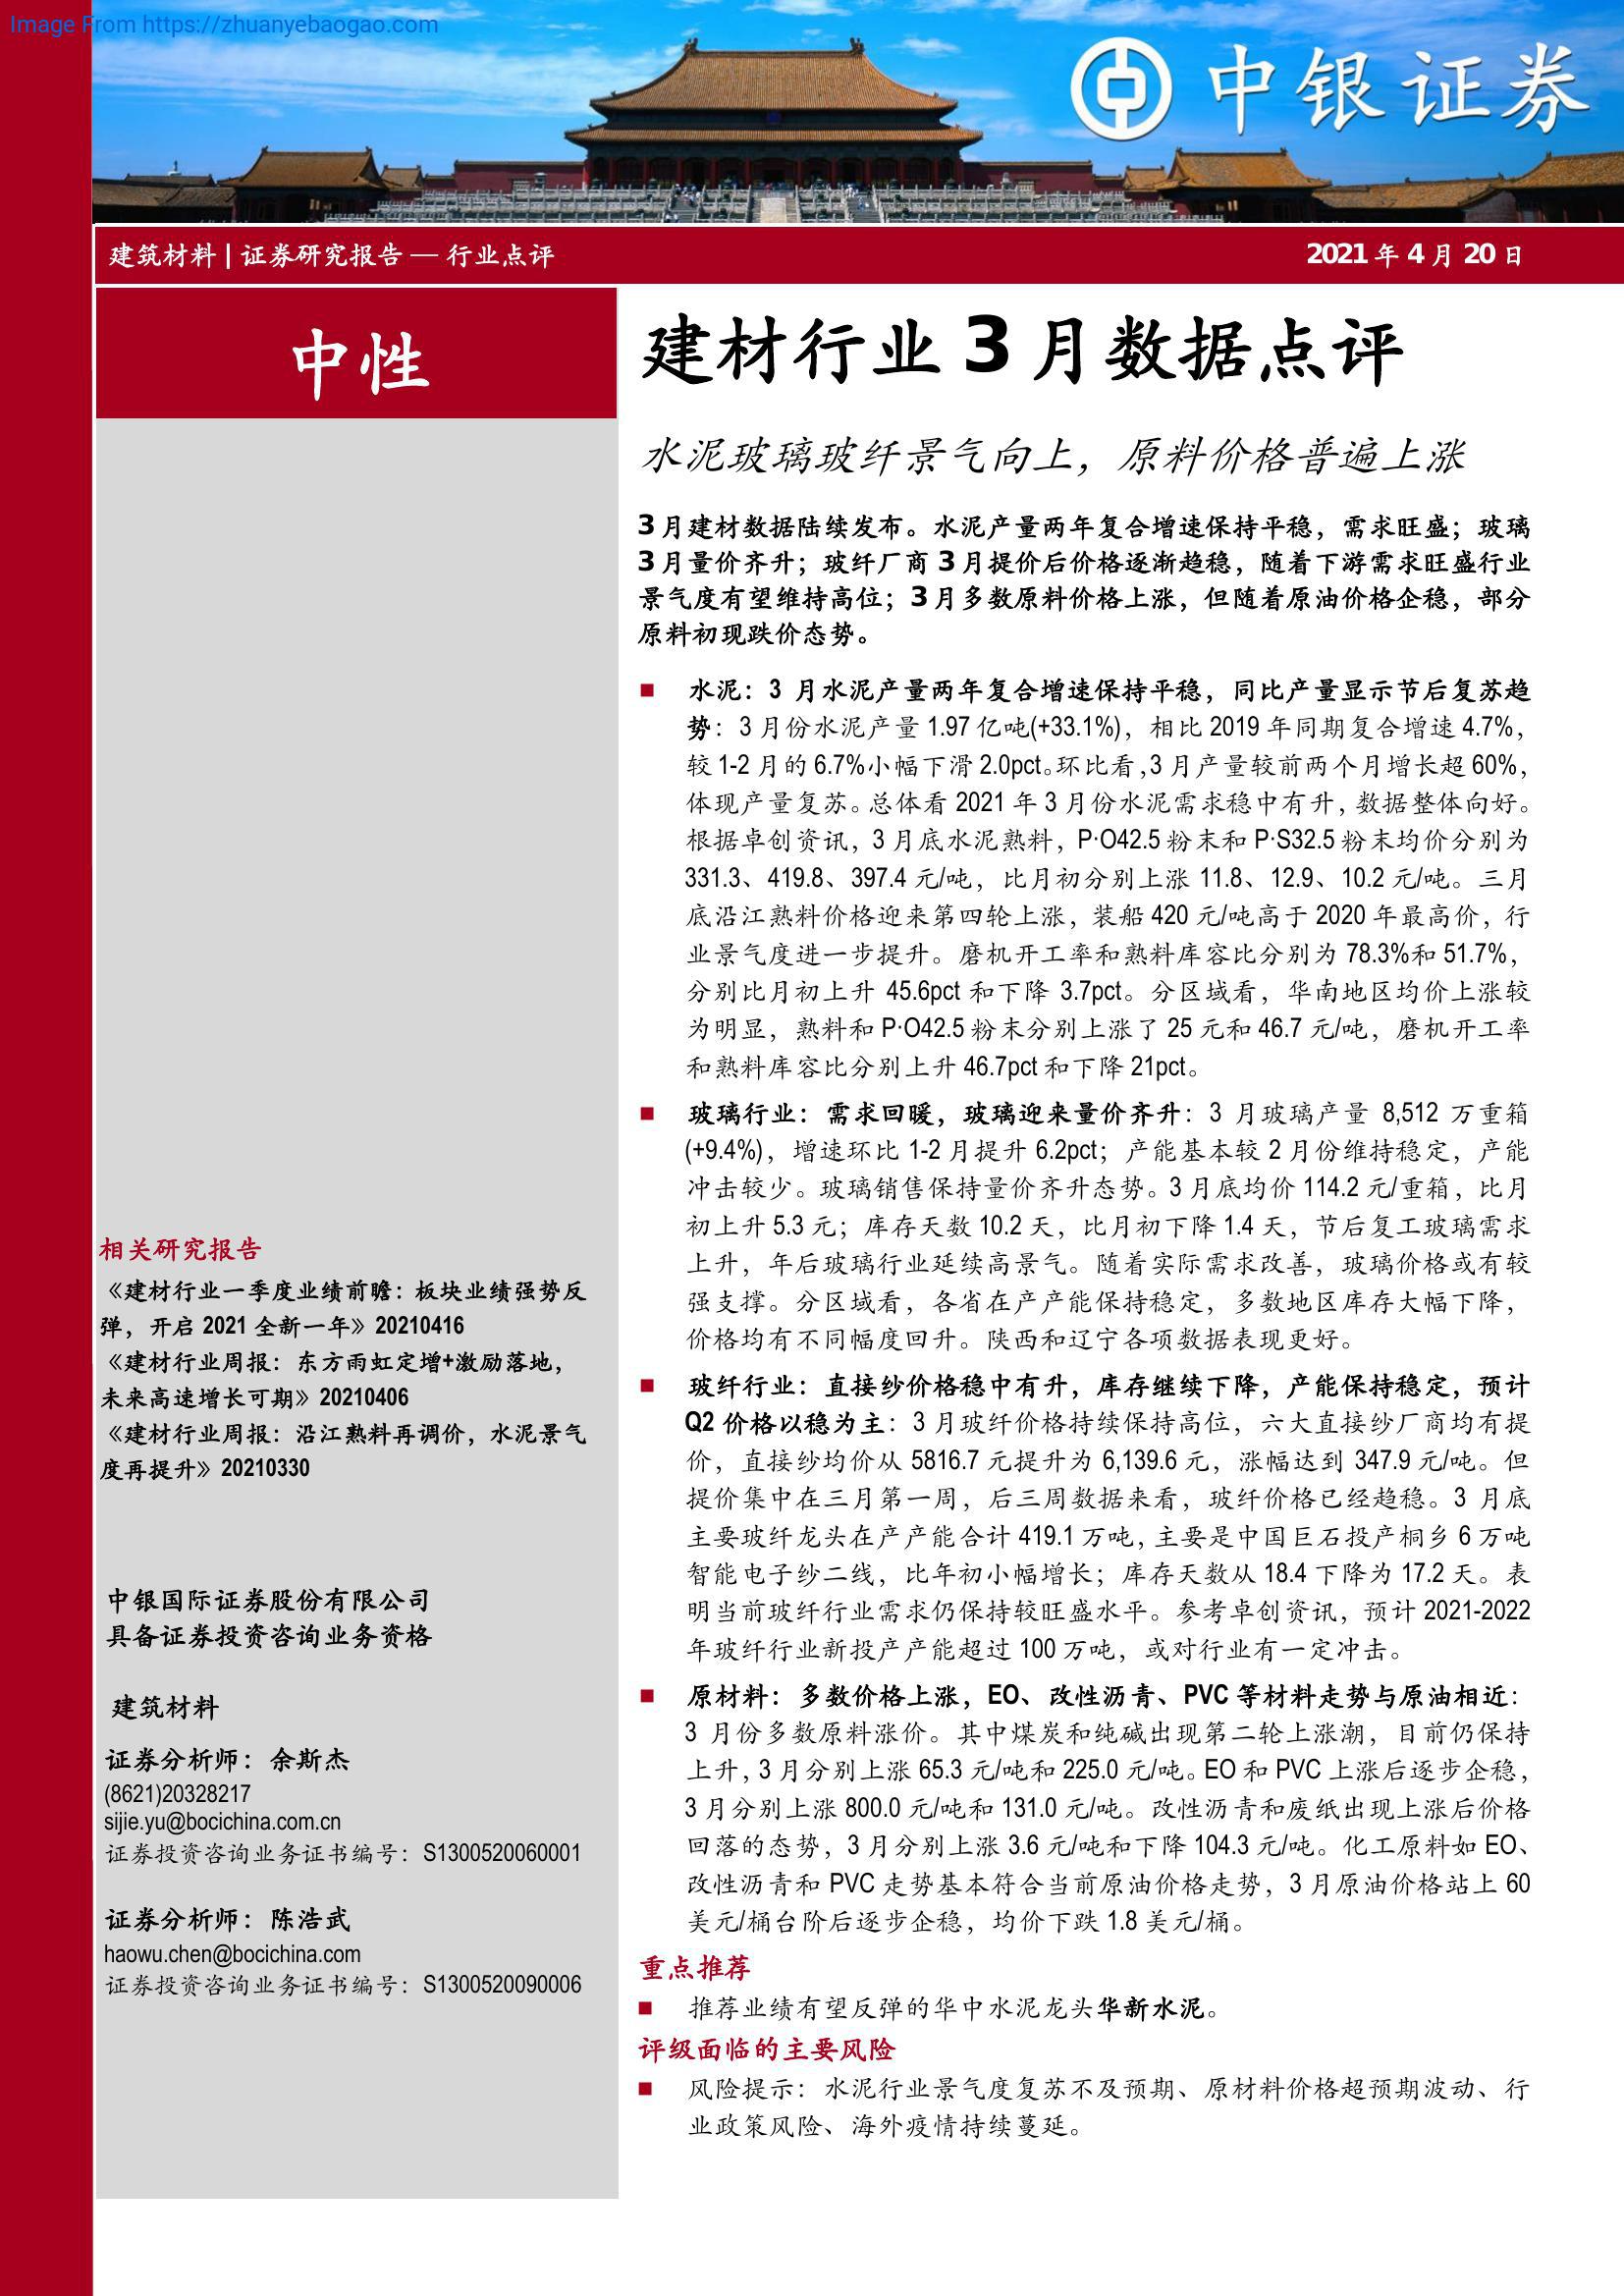 Image From https://zhuanyebaogao.com
中银证券
建筑材料 | 证券研究报告 — 行业点评
2021 年 4 月 20 日
中性
建材行业 3 月数据点评
水泥玻璃玻纤景气向上，原料价格普遍上涨
3 月建材数据陆续发布。水泥产量两年复合增速保持平稳，需求旺盛；玻璃
3 月量价齐升；玻纤厂商 3 月提价后价格逐渐趋稳，随着下游需求旺盛行业
景气度有望维持高位；3 月多数原料价格上涨，但随着原油价格企稳，部分
原料初现跌价态势。
■ 水泥：3 月水泥产量两年复合增速保持平稳，同比产量显示节后复苏趋
势：3 月份水泥产量 1.97 亿吨(+33.1%)，相比 2019 年同期复合增速 4.7%，
较 1-2 月的 6.7%小幅下滑 2.0pct。环比看，3 月产量较前两个月增长超 60%，
体现产量复苏。总体看 2021 年 3 月份水泥需求稳中有升，数据整体向好。
根据卓创资讯，3 月底水泥熟料，P·O42.5 粉末和 P·S32.5 粉末均价分别为
331.3、419.8、397.4 元/吨，比月初分别上涨 11.8、12.9、10.2 元/吨。三月
底沿江熟料价格迎来第四轮上涨，装船 420 元/吨高于 2020 年最高价，行
业景气度进一步提升。磨机开工率和熟料库容比分别为 78.3%和 51.7%，
分别比月初上升 45.6pct 和下降 3.7pct。分区域看，华南地区均价上涨较
为明显，熟料和 P·O42.5 粉末分别上涨了 25 元和 46.7 元/吨，磨机开工率
和熟料库容比分别上升 46.7pct 和下降 21pct。
■ 玻璃行业：需求回暖，玻璃迎来量价齐升：3 月玻璃产量 8,512 万重箱
(+9.4%)，增速环比 1-2 月提升 6.2pct；产能基本较 2 月份维持稳定，产能
冲击较少。玻璃销售保持量价齐升态势。3 月底均价 114.2 元/重箱，比月
初上升 5.3 元；库存天数 10.2 天，比月初下降 1.4 天，节后复工玻璃需求
上升，年后玻璃行业延续高景气。随着实际需求改善，玻璃价格或有较
强支撑。分区域看，各省在产产能保持稳定，多数地区库存大幅下降，
价格均有不同幅度回升。陕西和辽宁各项数据表现更好。
■ 玻纤行业：直接纱价格稳中有升，库存继续下降，产能保持稳定，预计
Q2 价格以稳为主：3 月玻纤价格持续保持高位，六大直接纱厂商均有提
价，直接纱均价从 5816.7 元提升为 6,139.6 元，涨幅达到 347.9 元/吨。但
提价集中在三月第一周，后三周数据来看，玻纤价格已经趋稳。3 月底
主要玻纤龙头在产产能合计 419.1 万吨，主要是中国巨石投产桐乡 6 万吨
智能电子纱二线，比年初小幅增长；库存天数从 18.4 下降为 17.2 天。表
明当前玻纤行业需求仍保持较旺盛水平。参考卓创资讯，预计 2021-2022
年玻纤行业新投产产能超过 100 万吨，或对行业有一定冲击。
■ 原材料：多数价格上涨，EO、改性沥青、PVC 等材料走势与原油相近：
3 月份多数原料涨价。其中煤炭和纯碱出现第二轮上涨潮，目前仍保持
上升，3 月分别上涨 65.3 元/吨和 225.0 元/吨。EO 和 PVC 上涨后逐步企稳，
3 月分别上涨 800.0 元/吨和 131.0 元/吨。改性沥青和废纸出现上涨后价格
回落的态势，3 月分别上涨 3.6 元/吨和下降 104.3 元/吨。化工原料如 EO、
改性沥青和 PVC 走势基本符合当前原油价格走势，3 月原油价格站上 60
美元/桶台阶后逐步企稳，均价下跌 1.8 美元/桶。
重点推荐
■ 推荐业绩有望反弹的华中水泥龙头华新水泥。
评级面临的主要风险
■ 风险提示：水泥行业景气度复苏不及预期、原材料价格超预期波动、行
业政策风险、海外疫情持续蔓延。
相关研究报告
《建材行业一季度业绩前瞻：板块业绩强势反
弹，开启 2021 全新一年》20210416
《建材行业周报：东方雨虹定增+激励落地，
未来高速增长可期》20210406
《建材行业周报：沿江熟料再调价，水泥景气
度再提升》20210330
中银国际证券股份有限公司
具备证券投资咨询业务资格
建筑材料
证券分析师：余斯杰
(8621)20328217
sijie.yu@bocichina.com.cn
证券投资咨询业务证书编号：S1300520060001
证券分析师：陈浩武
haowu.chen@bocichina.com
证券投资咨询业务证书编号：S1300520090006